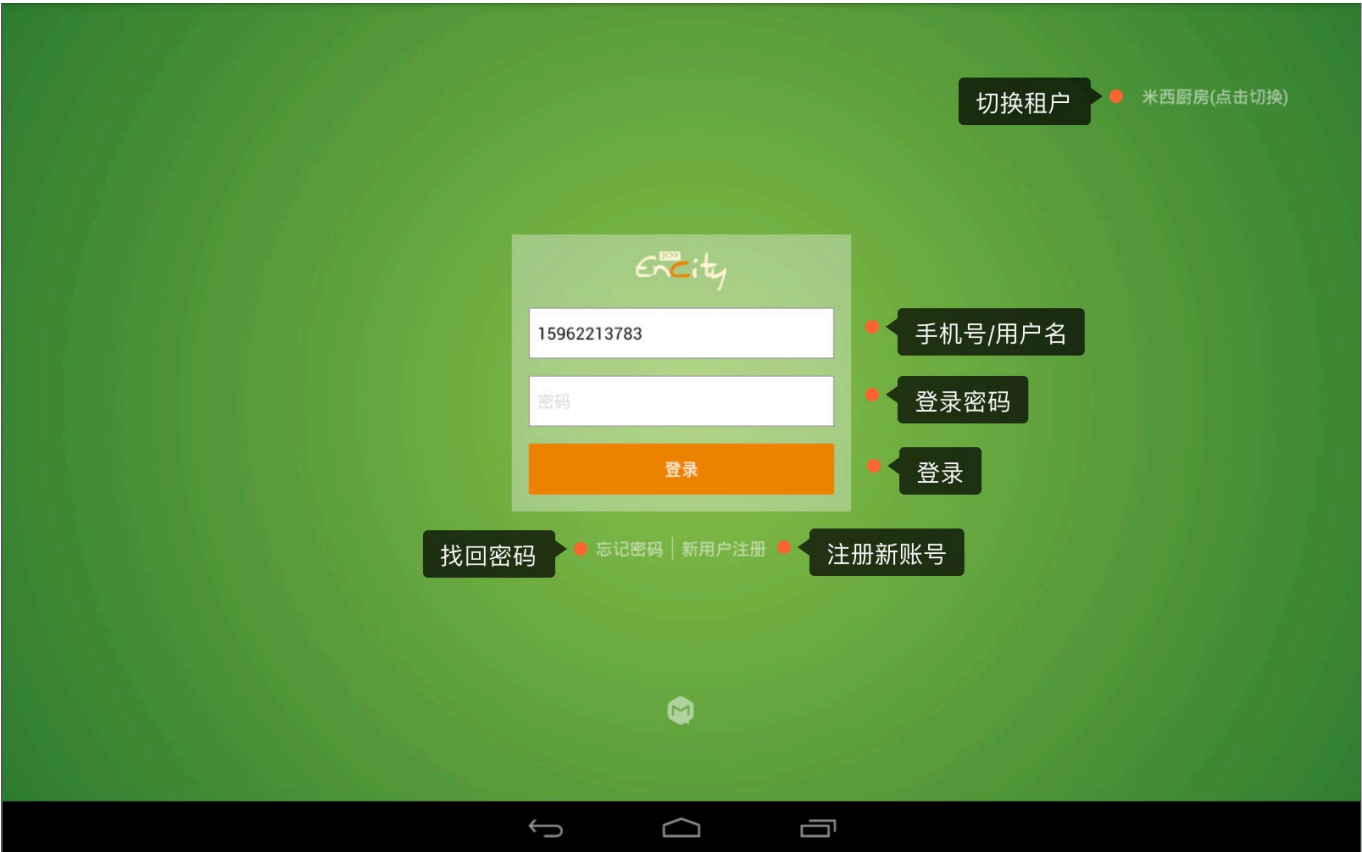 切换租户
米西厨房(点击切换)
JOY
EnCity
15962213783
手机号/用户名
密码
登录密码
登录
登录
找回密码
忘记密码
新用户注册
注册新账号